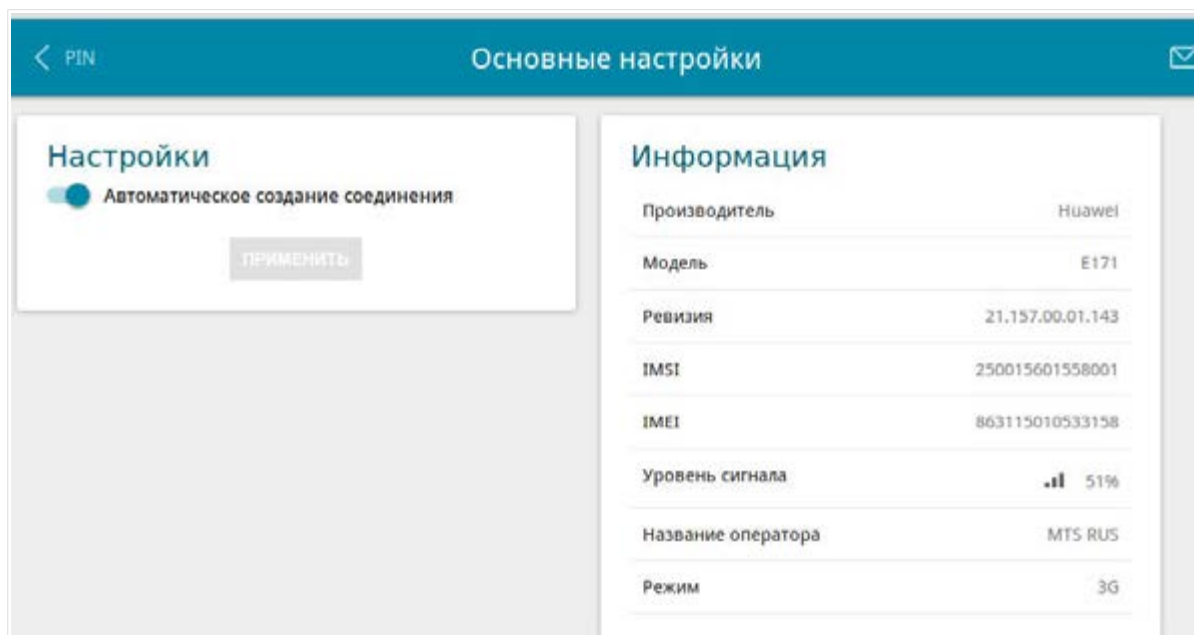 PIN
Основные настройки
Настройки
Автоматическое создание соединения
ПРИМЕНИТЬ
Информация
Производитель Huawei
Модель E171
Ревизия 21.157.00.01.143
IMSI 250015601558001
IMEI 863115010533158
Уровень сигнала 51%
Название оператора MTS RUS
Режим 3G